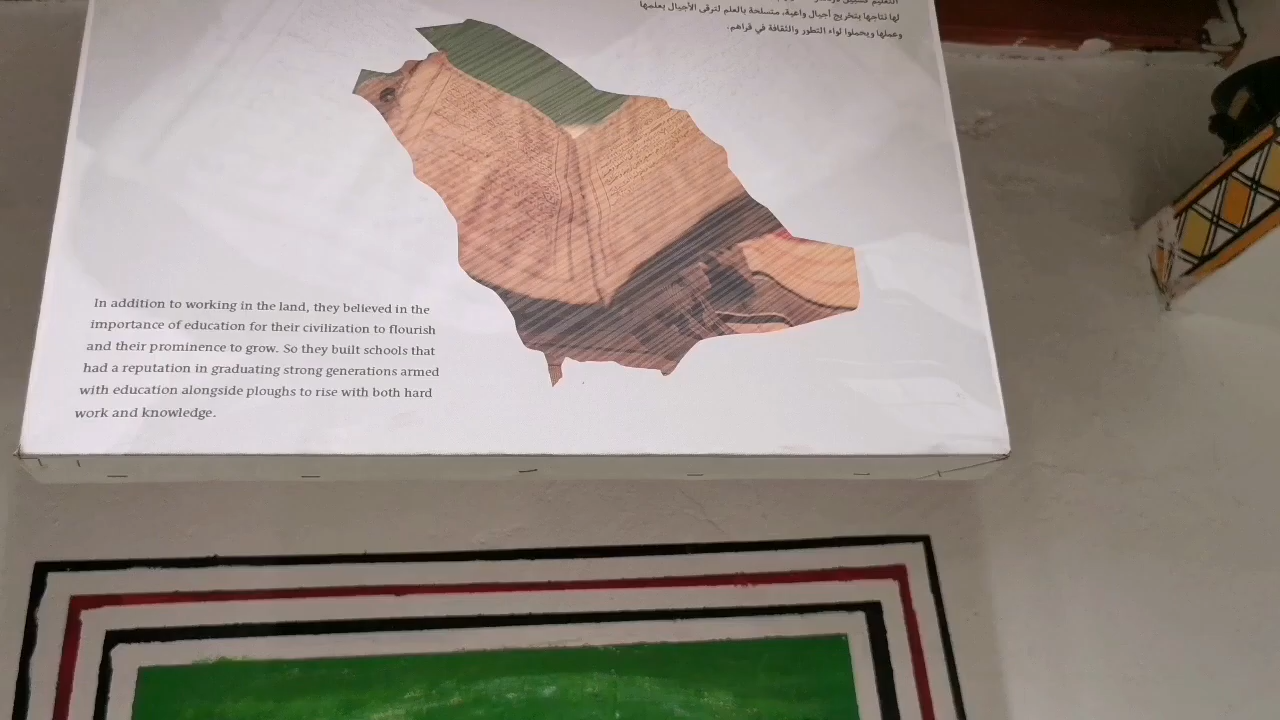 لها نتاجها بتخريج أجيال واعية، متسلحة بالعلم لترقى الأجيال بعلمها
وعملها ويحملوا لواء التطور والثقافة في قراهم.
In addition to working in the land, they believed in the
importance of education for their civilization to flourish
and their prominence to grow. So they built schools that
had a reputation in graduating strong generations armed
with education alongside ploughs to rise with both hard
work and knowledge.